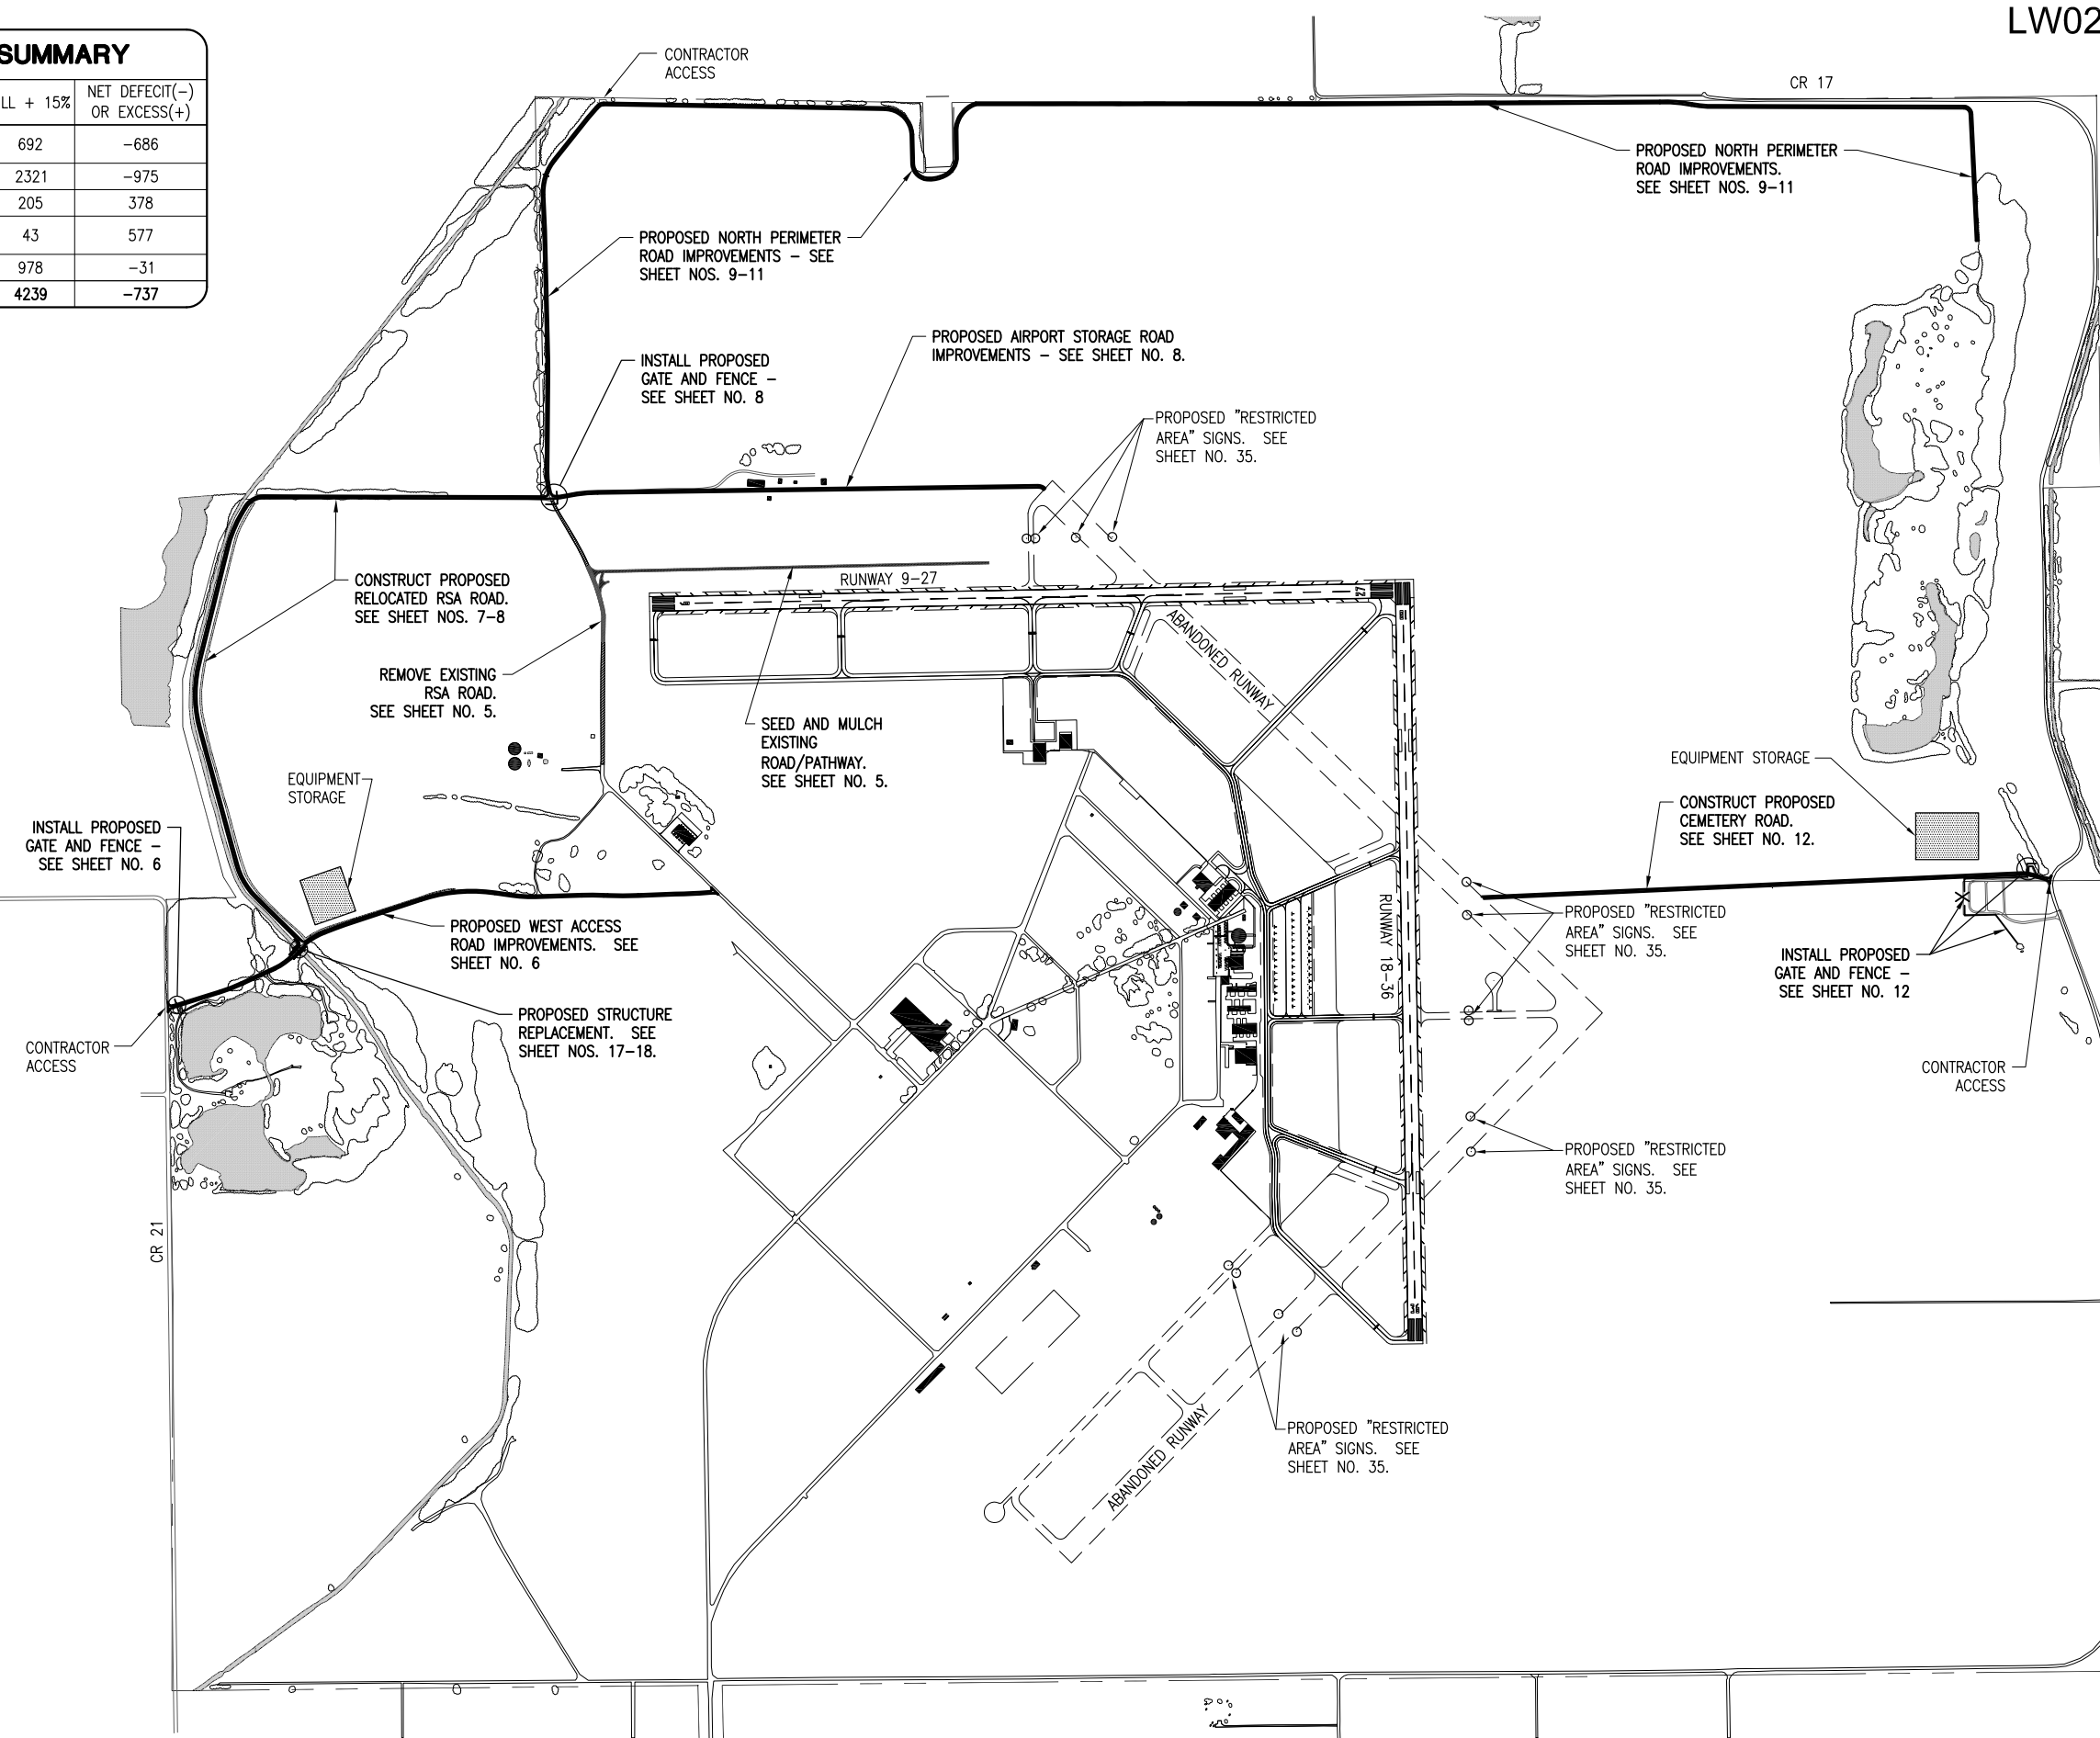 LW02
SUMMARY
LL + 15%
NET DEFECIT(-)
OR EXCESS(+)
692 -686
2321 -975
205 378
43 577
978 -31
4239 -737
CONTRACTOR
ACCESS
CR 17
PROPOSED NORTH PERIMETER
ROAD IMPROVEMENTS.
SEE SHEET NOS. 9-11
PROPOSED NORTH PERIMETER
ROAD IMPROVEMENTS - SEE
SHEET NOS. 9-11
PROPOSED AIRPORT STORAGE ROAD
IMPROVEMENTS - SEE SHEET NO. 8.
INSTALL PROPOSED
GATE AND FENCE -
SEE SHEET NO. 8
PROPOSED "RESTRICTED
AREA" SIGNS. SEE
SHEET NO. 35.
CONSTRUCT PROPOSED
RELOCATED RSA ROAD.
SEE SHEET NOS. 7-8
RUNWAY 9-27
9
27
18
ABANDONED RUNWAY
REMOVE EXISTING
RSA ROAD.
SEE SHEET NO. 5.
SEED AND MULCH
EXISTING
ROAD/PATHWAY.
SEE SHEET NO. 5.
EQUIPMENT
STORAGE
EQUIPMENT STORAGE
CONSTRUCT PROPOSED
CEMETERY ROAD.
SEE SHEET NO. 12.
INSTALL PROPOSED
GATE AND FENCE -
SEE SHEET NO. 6
RUNWAY 18-36
PROPOSED "RESTRICTED
AREA" SIGNS. SEE
SHEET NO. 35.
PROPOSED WEST ACCESS
ROAD IMPROVEMENTS. SEE
SHEET NO. 6
INSTALL PROPOSED
GATE AND FENCE -
SEE SHEET NO. 12
PROPOSED STRUCTURE
REPLACEMENT. SEE
SHEET NOS. 17-18.
CONTRACTOR
ACCESS
CONTRACTOR
ACCESS
PROPOSED "RESTRICTED
AREA" SIGNS. SEE
SHEET NO. 35.
CR 21
36
PROPOSED "RESTRICTED
AREA" SIGNS. SEE
SHEET NO. 35.
ABANDONED RUNWAY